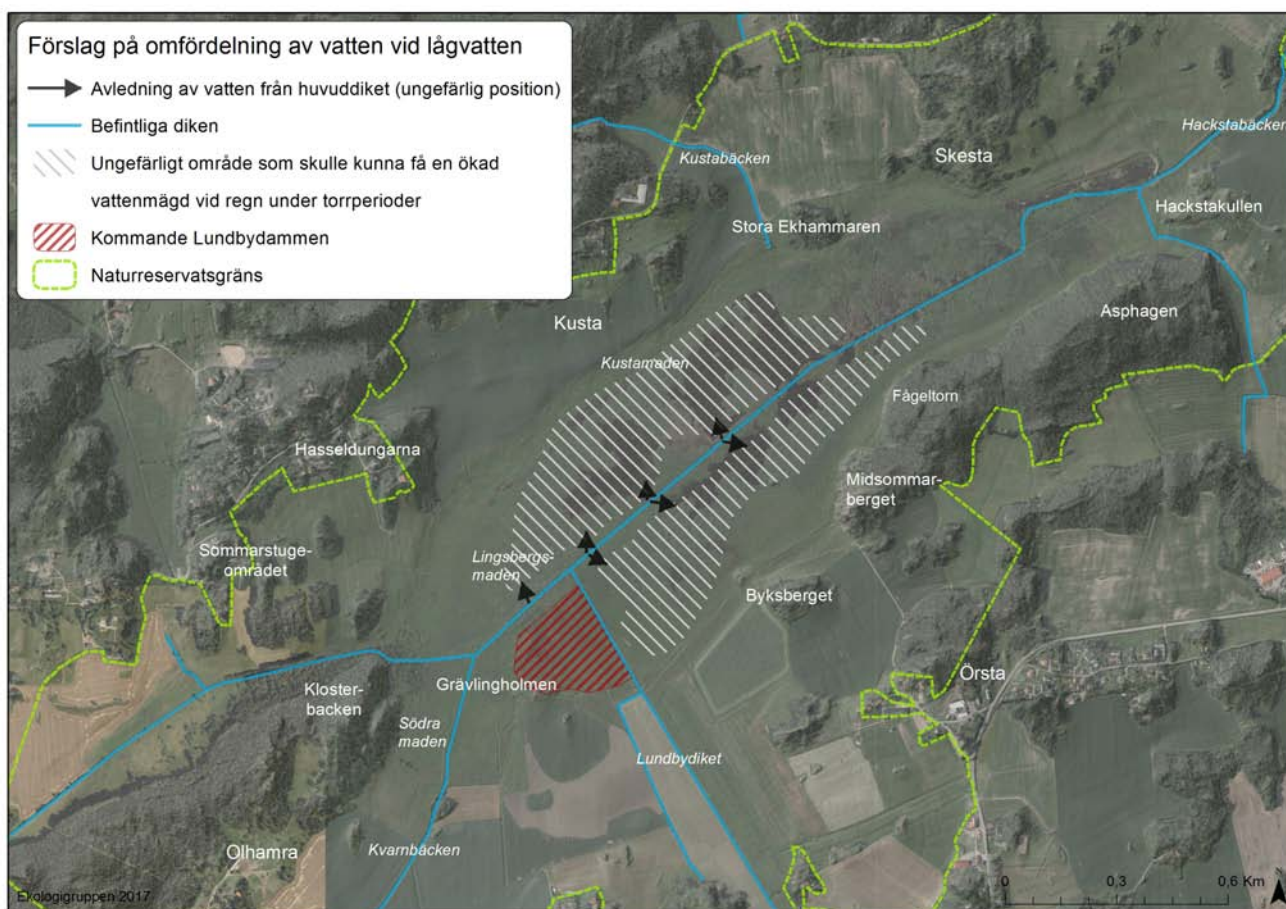 Förslag på omfördelning av vatten vid lågvatten
Avledning av vatten från huvuddiket (ungefärlig position)
Befintliga diken
Ungefärligt område som skulle kunna få en ökad
vattenmägd vid regn under torrperioder
Kommande Lundbydammen
Naturreservatsgräns
Hackstabäcken
Kustabäcken
Skesta
Hackstakullen
Stora Ekhammaren
Asphagen
Kusta
Kustamaden
Fågeltorn
Hasseldungarna
Midsommar-
berget
Sommarstuge-
området
Lingsbergs-
maden
Byksberget
Örsta
Grävlingholmen
Kloster-
backen
Södra
maden
Lundbydiket
Kvarnbäcken
Olhamra
Ekologigruppen 2017
0 0,3 0,6 Km